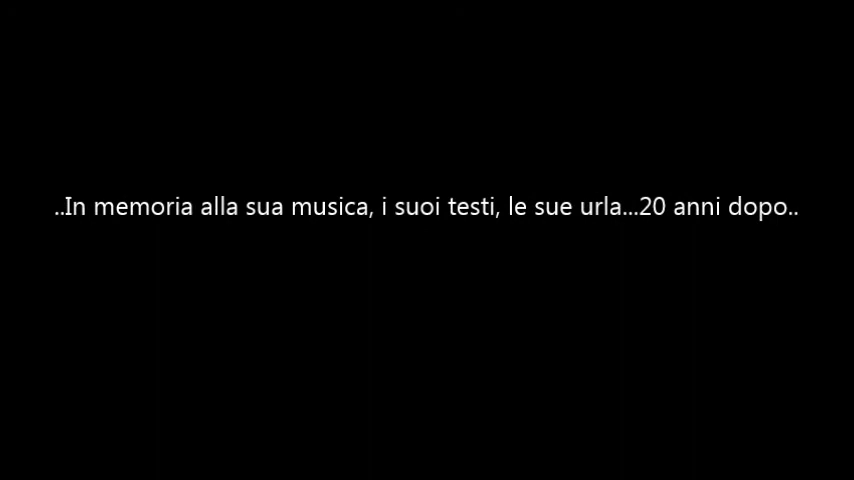 ..In memoria alla sua musica, i suoi testi, le sue urla...20 anni dopo..